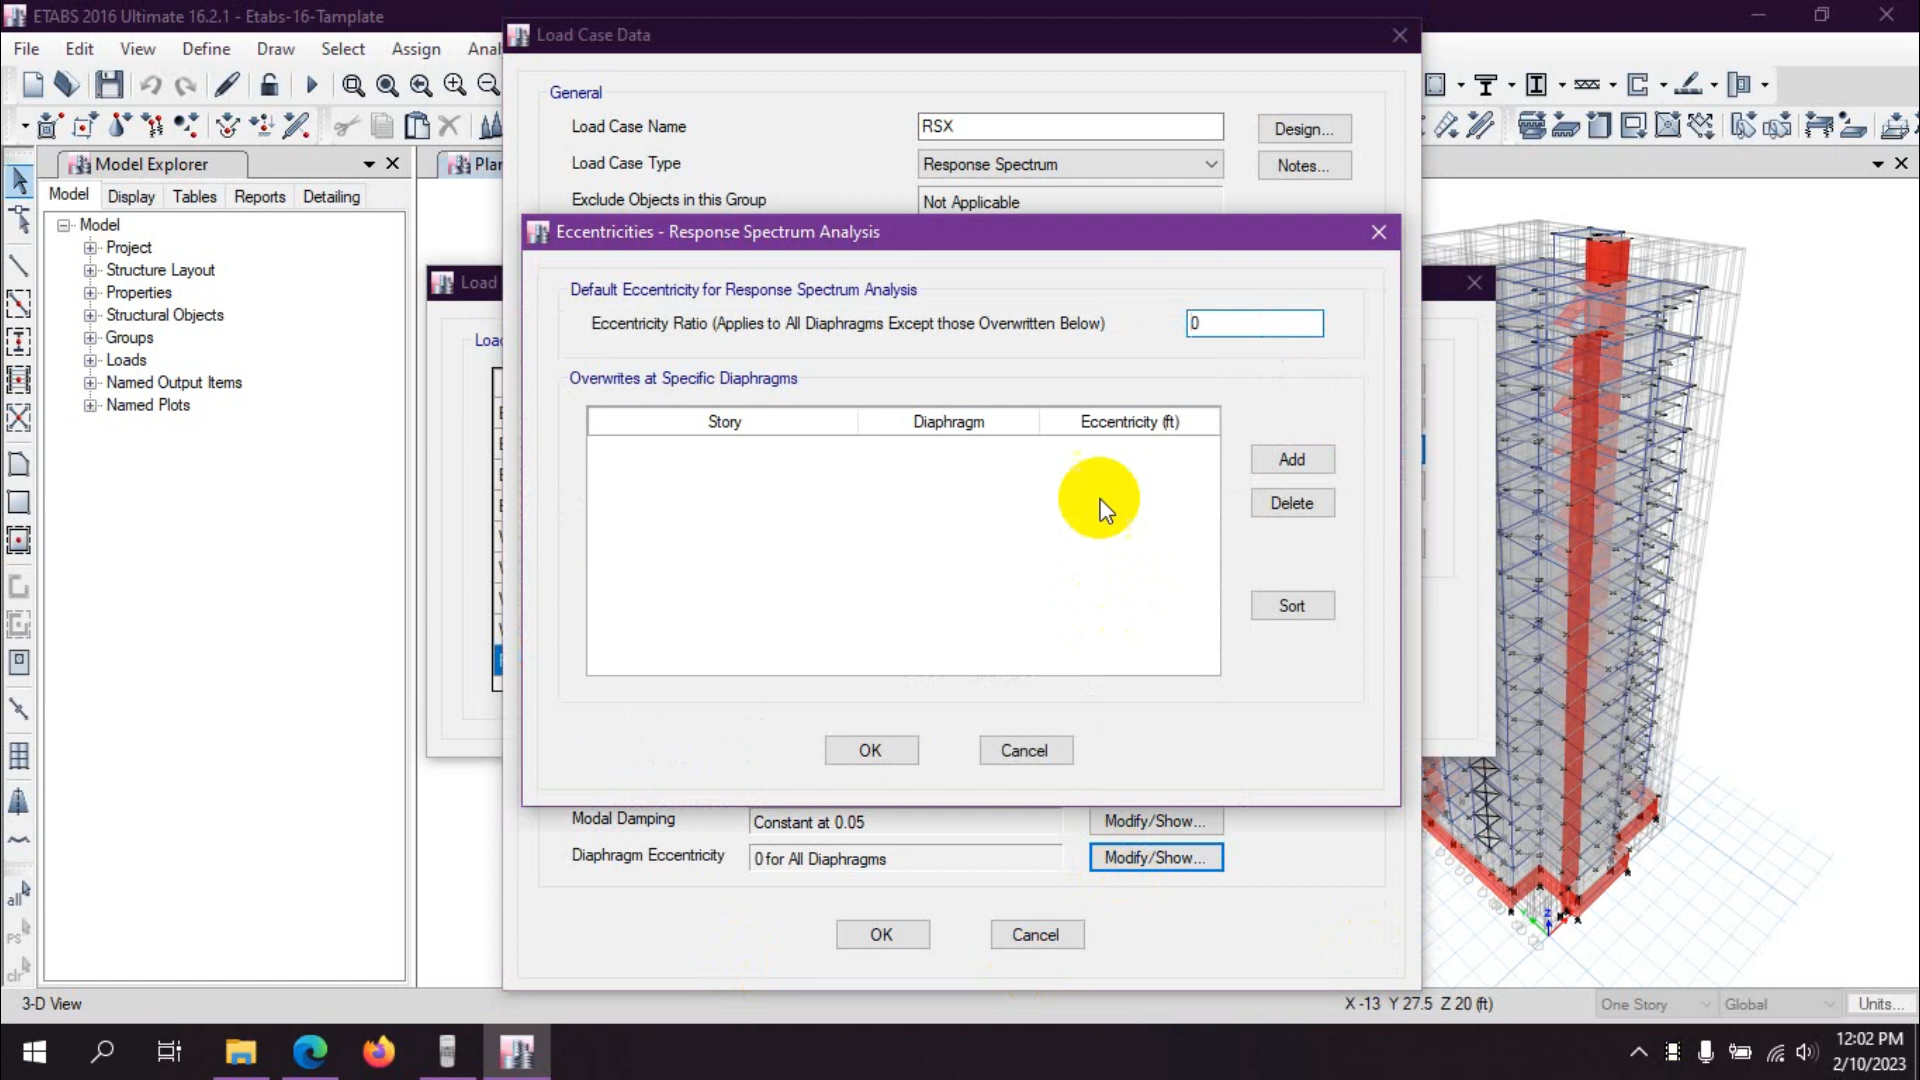 ETABS 2016 Ultimate 16.2.1 - Etabs-16-Tamplate
File Edit View Define Draw Select Assign
Load Case Data
General
Load Case Name RSX Design...
Load Case Type Response Spectrum Notes...
Exclude Objects in this Group Not Applicable
Model Explorer
Model Display Tables Reports Detailing
Model
Project
Structure Layout
Properties
Structural Objects
Groups
Loads
Named Output Items
Named Plots
Load
Eccentricities - Response Spectrum Analysis
Default Eccentricity for Response Spectrum Analysis
Eccentricity Ratio (Applies to All Diaphragms Except those Overwritten Below) 0
Overwrites at Specific Diaphragms
Story Diaphragm Eccentricity (ft)
Add
Delete
Sort
OK Cancel
Modal Damping Constant at 0.05 Modify/Show...
Diaphragm Eccentricity 0 for All Diaphragms Modify/Show...
OK Cancel
all
ps
clr
3-D View X -13 Y 27.5 Z 20 (ft) One Story Global Units...
12:02 PM
2/10/2023